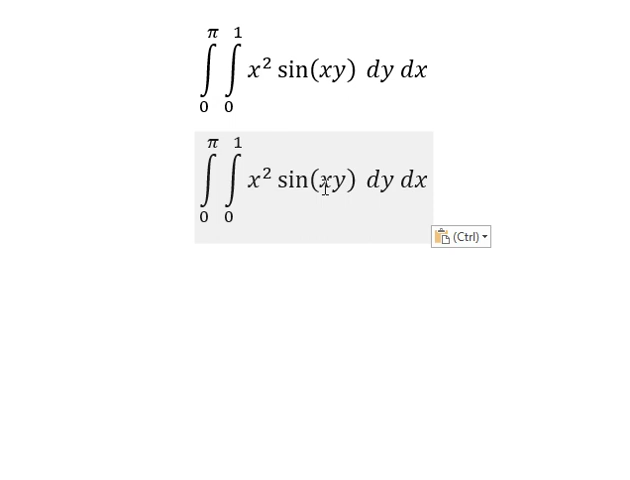 ∫₀^π ∫₀^1 x² sin(xy) dy dx
∫₀^π ∫₀^1 x² sin(xy) dy dx
(Ctrl)